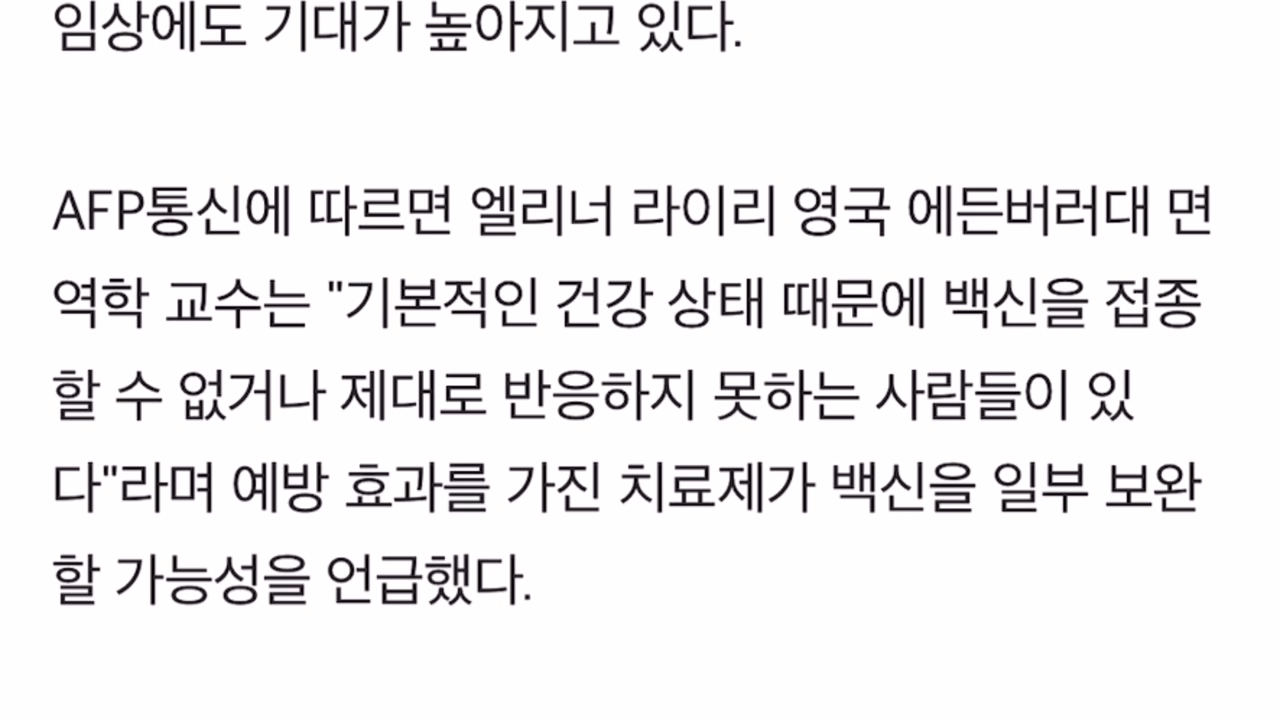 임상에도 기대가 높아지고 있다.
AFP통신에 따르면 엘리너 라이리 영국 에든버러대 면
역학 교수는 "기본적인 건강 상태 때문에 백신을 접종
할 수 없거나 제대로 반응하지 못하는 사람들이 있
다"라며 예방 효과를 가진 치료제가 백신을 일부 보완
할 가능성을 언급했다.